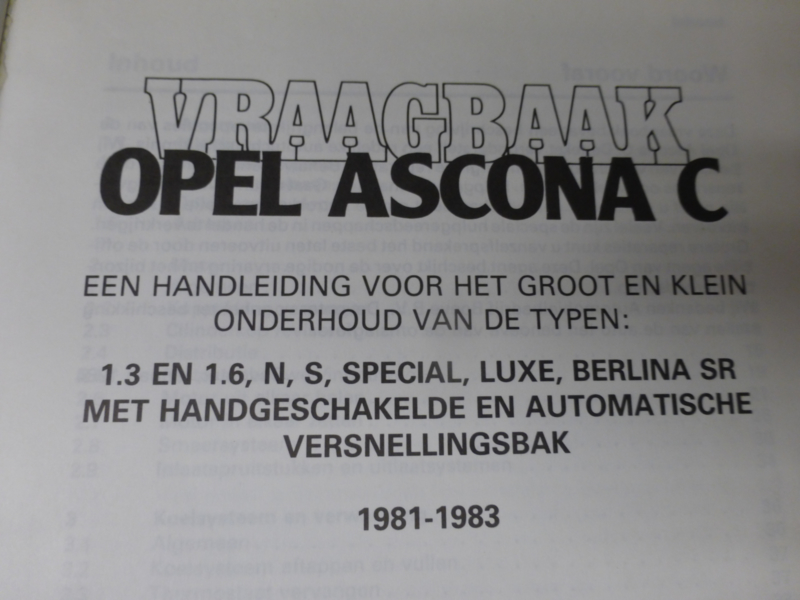 VRAAGBAAK
OPEL ASCONA C
EEN HANDLEIDING VOOR HET GROOT EN KLEIN
ONDERHOUD VAN DE TYPEN:
1.3 EN 1.6, N, S, SPECIAL, LUXE, BERLINA SR
MET HANDGESCHAKELDE EN AUTOMATISCHE
VERSNELLINGSBAK
1981-1983